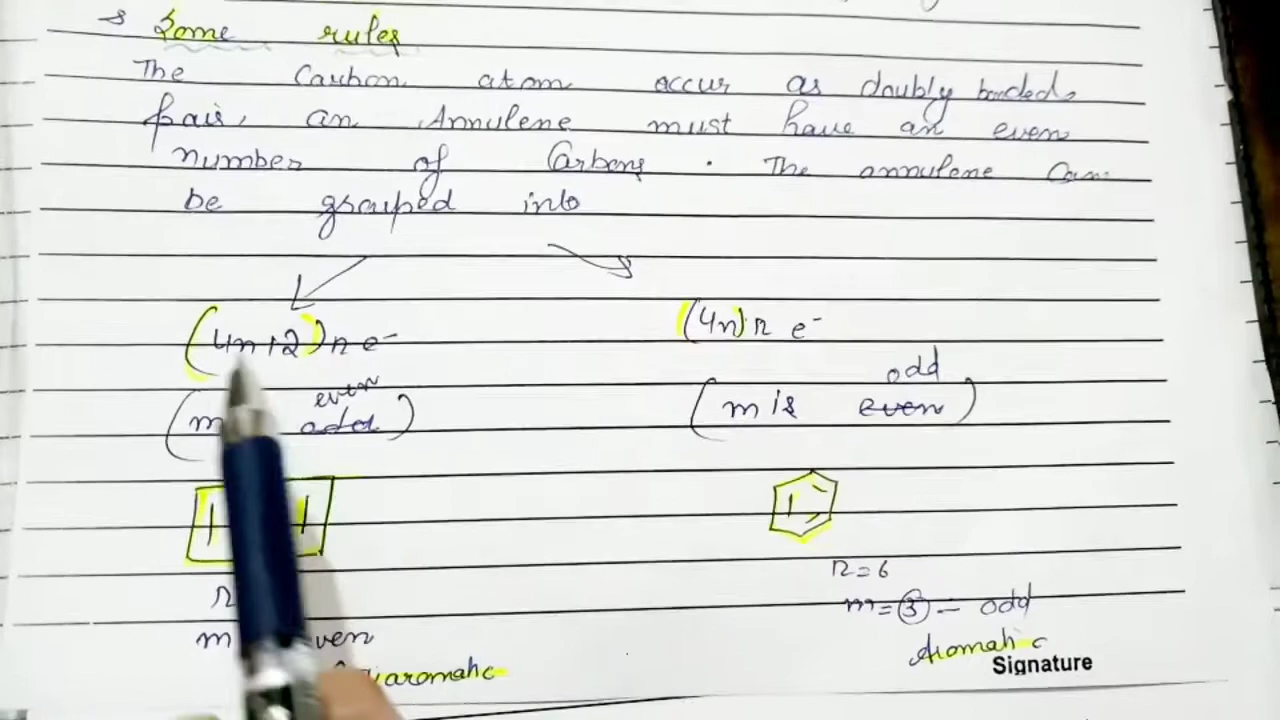 Some rules
The Carbon atom occur as doubly bonded
pair, an Annulene must have an even
number of Carbons . The annulene Can
be grouped into
(4n+2) π e⁻ (4n) π e⁻
even odd
(m odd) (m is even)
n = 6
m even m = 3 – odd
aromatic Aromatic
Signature